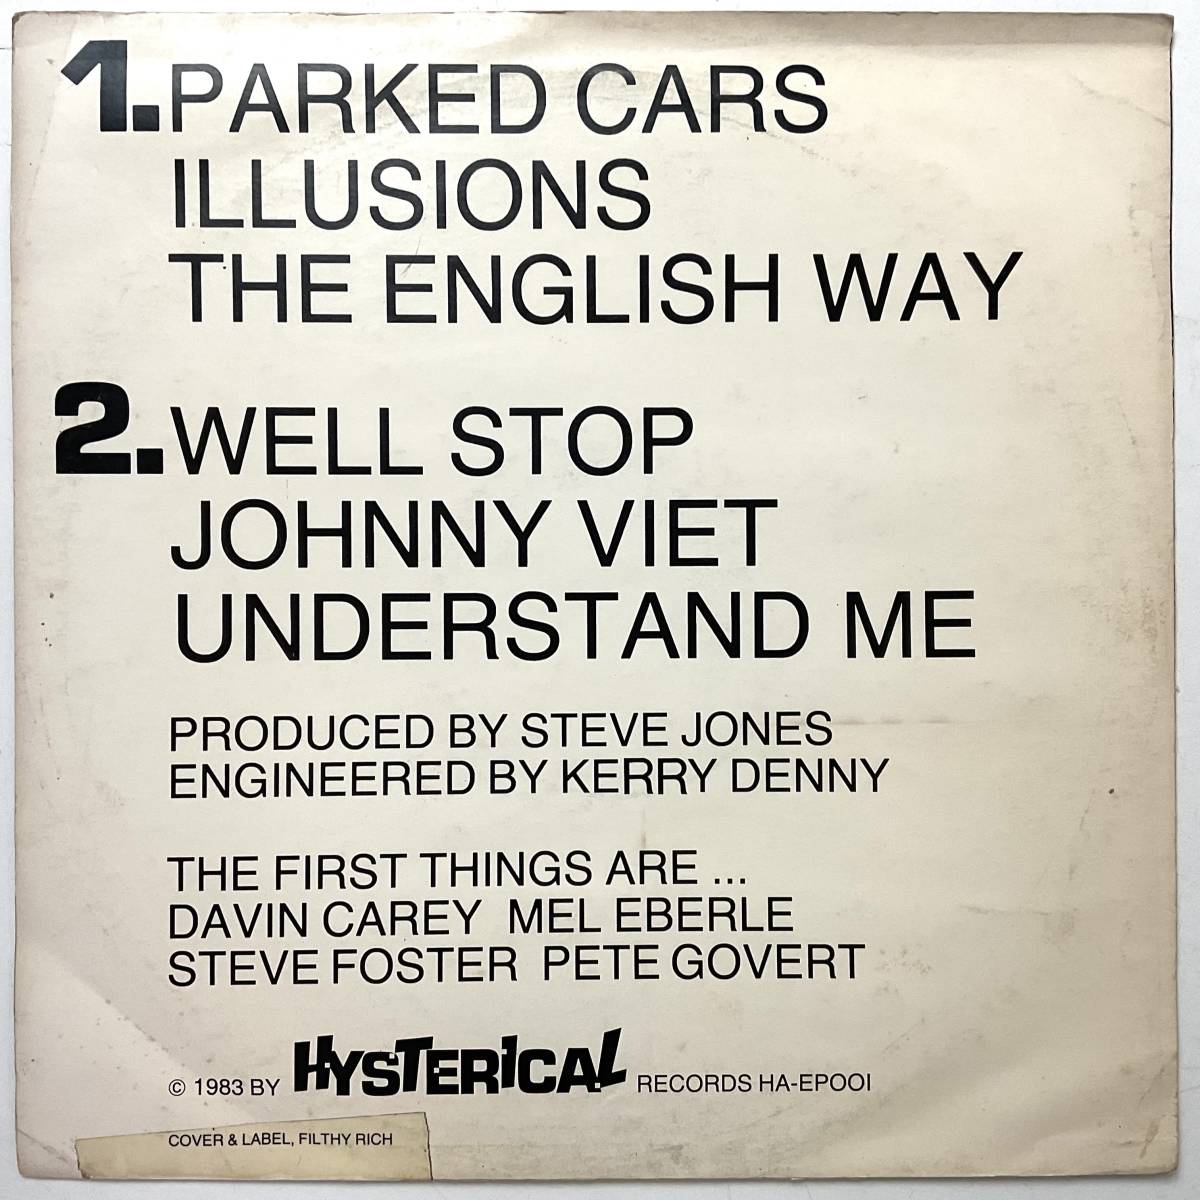 1. PARKED CARS
ILLUSIONS
THE ENGLISH WAY
2. WELL STOP
JOHNNY VIET
UNDERSTAND ME
PRODUCED BY STEVE JONES
ENGINEERED BY KERRY DENNY
THE FIRST THINGS ARE ...
DAVIN CAREY MEL EBERLE
STEVE FOSTER PETE GOVERT
© 1983 BY HYSTERICAL RECORDS HA-EPOOI
COVER & LABEL, FILTHY RICH